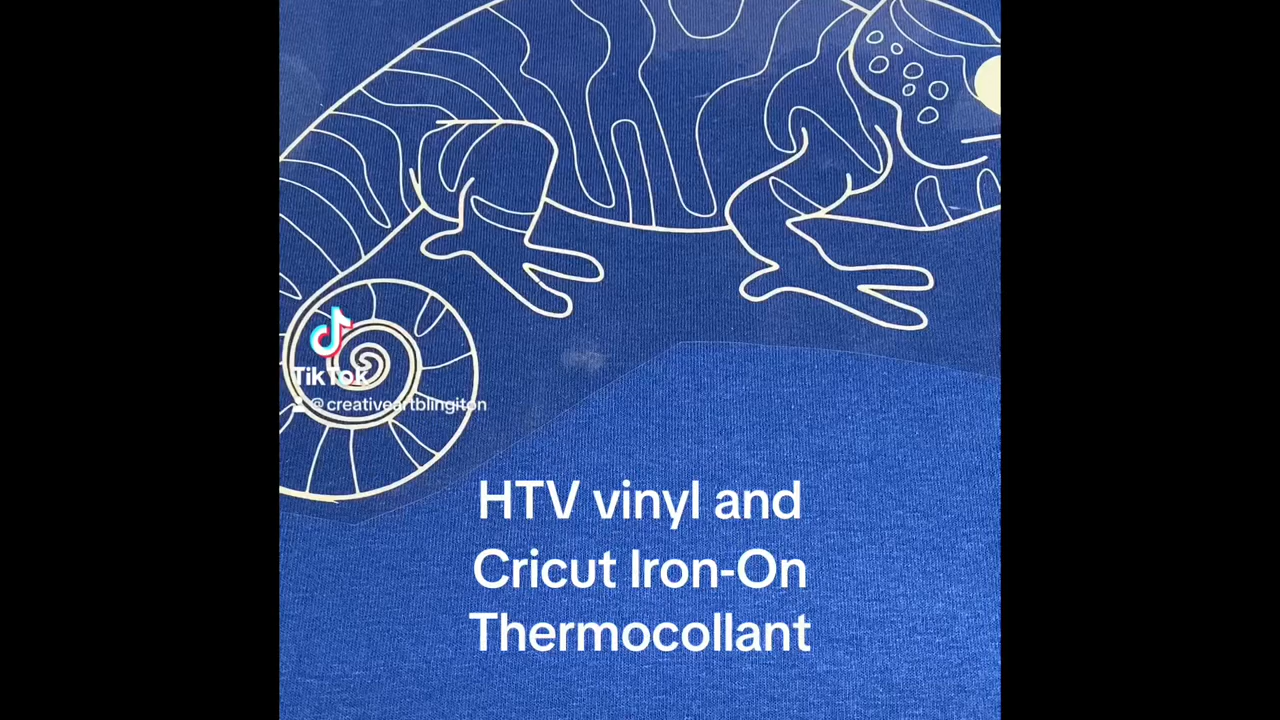 TikTok
@creativeartblingiton
HTV vinyl and
Cricut Iron-On
Thermocollant